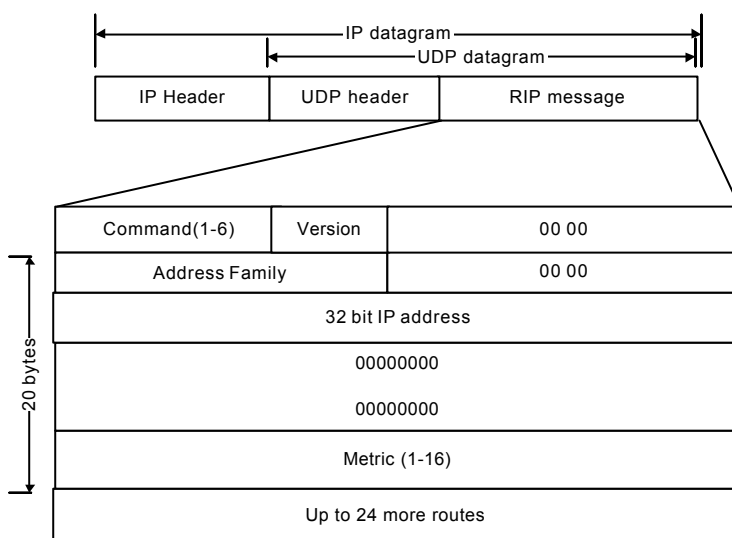 IP datagram
UDP datagram
IP Header
UDP header
RIP message
Command(1-6)
Version
00 00
Address Family
00 00
32 bit IP address
00000000
00000000
Metric (1-16)
Up to 24 more routes
20 bytes